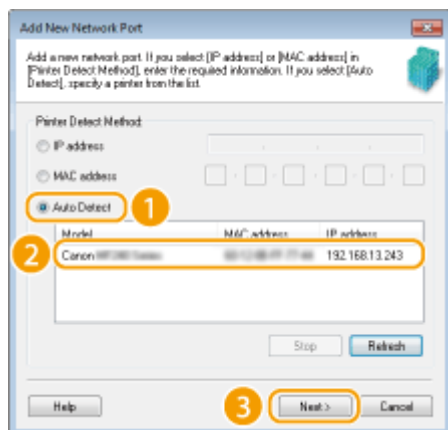 Add New Network Port
Add a new network port. If you select [IP address] or [MAC address] in
[Printer Detect Method], enter the required information. If you select [Auto
Detect], specify a printer from the list.
Printer Detect Method
IP address
MAC address
Auto Detect 1
Model MAC address IP address
2 Canon 192.168.13.243
Stop Refresh
Help 3 Next > Cancel